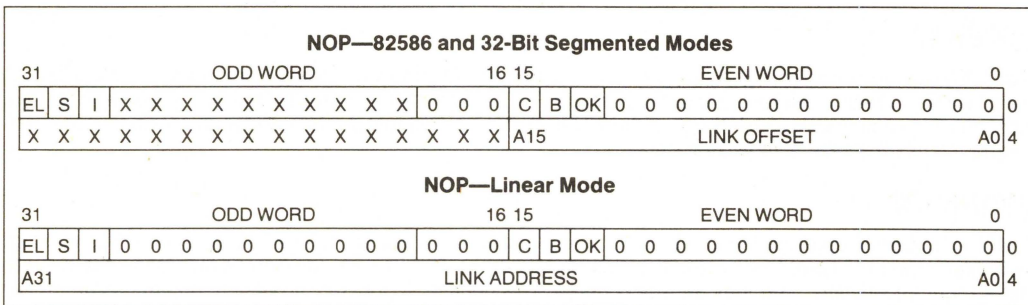 NOP—82586 and 32-Bit Segmented Modes
31 ODD WORD 16 15 EVEN WORD 0
EL S I X X X X X X X X X X 0 0 0 C B OK 0 0 0 0 0 0 0 0 0 0 0 0 0 0
X X X X X X X X X X X X X X X X A15 LINK OFFSET A0 4
NOP—Linear Mode
31 ODD WORD 16 15 EVEN WORD 0
EL S I 0 0 0 0 0 0 0 0 0 0 0 0 0 C B OK 0 0 0 0 0 0 0 0 0 0 0 0 0 0
A31 LINK ADDRESS A0 4